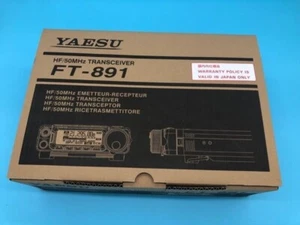 YAESU
HF/50MHz TRANSCEIVER
FT-891
WARRANTY POLICY IS
VALID IN JAPAN ONLY
HF/50MHz EMETTEUR-RECEPTEUR
HF/50MHz TRANSCEIVER
HF/50MHz TRANSCEPTOR
HF/50MHz RICETRASMETTITORE